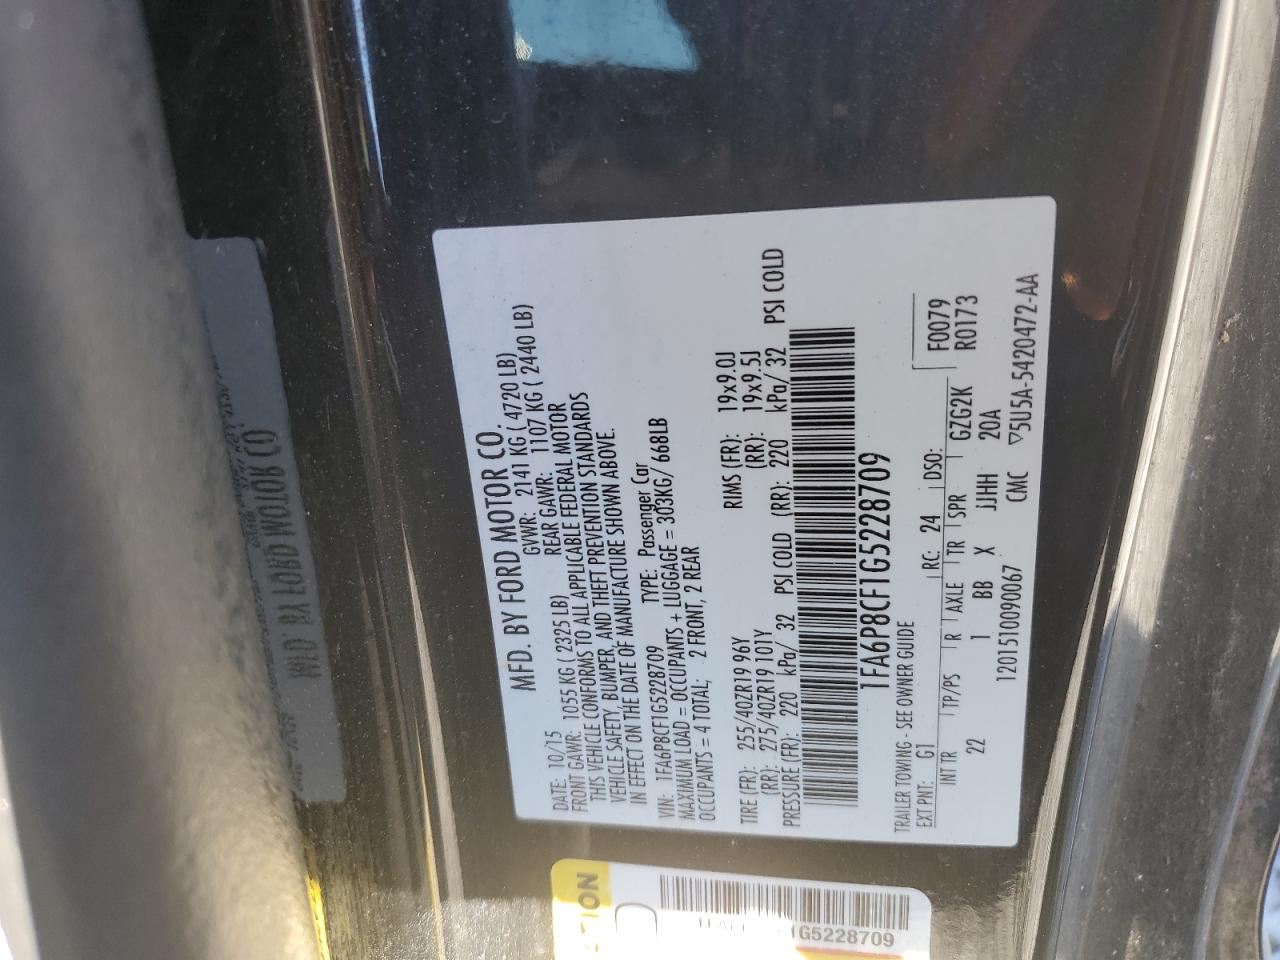 MFD. BY FORD MOTOR CO.
DATE: 10/15 GVWR: 2141 KG ( 4720 LB)
FRONT GAWR: 1055 KG ( 2325 LB) REAR GAWR: 1107 KG ( 2440 LB)
THIS VEHICLE CONFORMS TO ALL APPLICABLE FEDERAL MOTOR
VEHICLE SAFETY, BUMPER, AND THEFT PREVENTION STANDARDS
IN EFFECT ON THE DATE OF MANUFACTURE SHOWN ABOVE.
VIN: 1FA6P8CF1G5228709 TYPE: Passenger Car
MAXIMUM LOAD = OCCUPANTS + LUGGAGE = 303KG/ 668LB
OCCUPANTS = 4 TOTAL; 2 FRONT, 2 REAR
TIRE (FR): 255/40ZR19 96Y RIMS (FR): 19x9.0J
(RR): 275/40ZR19 101Y (RR): 19x9.5J
PRESSURE (FR): 220 kPa/ 32 PSI COLD (RR): 220 kPa/ 32 PSI COLD
1FA6P8CF1G5228709
TRAILER TOWING - SEE OWNER GUIDE F0079
EXT PNT: G1 RC: 24 DSO: R0173
INT TR TP/PS R AXLE TR SPR GZG2K
22 1 BB X JJHH 20A
1201510090067 CMC ▽5U5A-5420472-AA
1G5228709